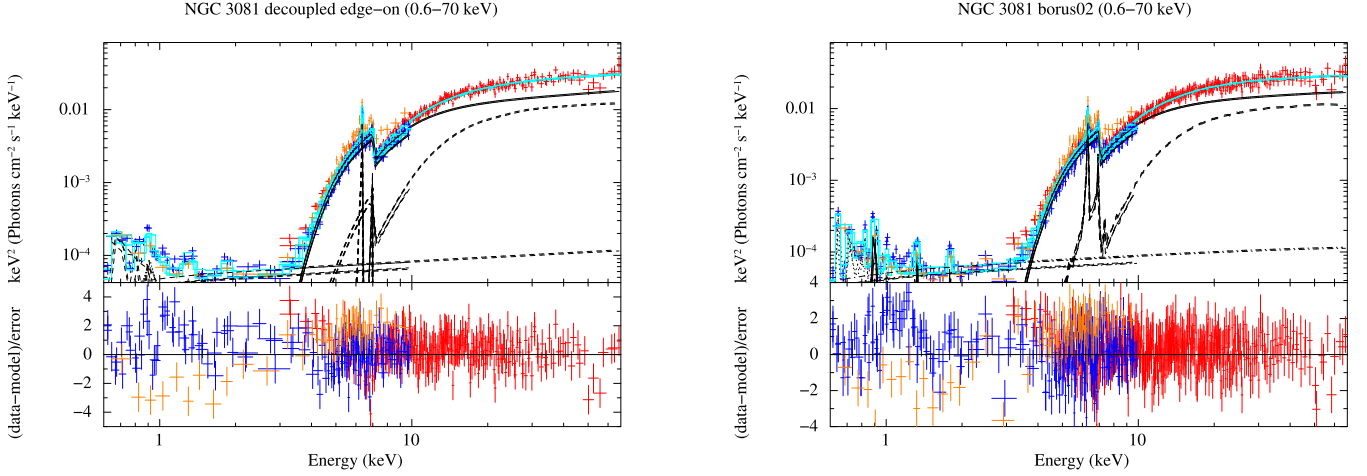 NGC 3081 decoupled edge−on (0.6−70 keV)
keV² (Photons cm⁻² s⁻¹ keV⁻¹)
0.01
10⁻³
10⁻⁴
(data−model)/error
4
2
0
−2
−4
1
10
Energy (keV)
NGC 3081 borus02 (0.6−70 keV)
keV² (Photons cm⁻² s⁻¹ keV⁻¹)
0.01
10⁻³
10⁻⁴
(data−model)/error
4
2
0
−2
−4
1
10
Energy (keV)